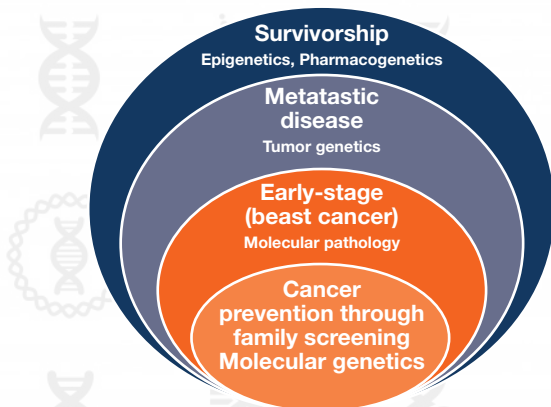 Survivorship
Epigenetics, Pharmacogenetics
Metatastic
disease
Tumor genetics
Early-stage
(beast cancer)
Molecular pathology
Cancer
prevention through
family screening
Molecular genetics